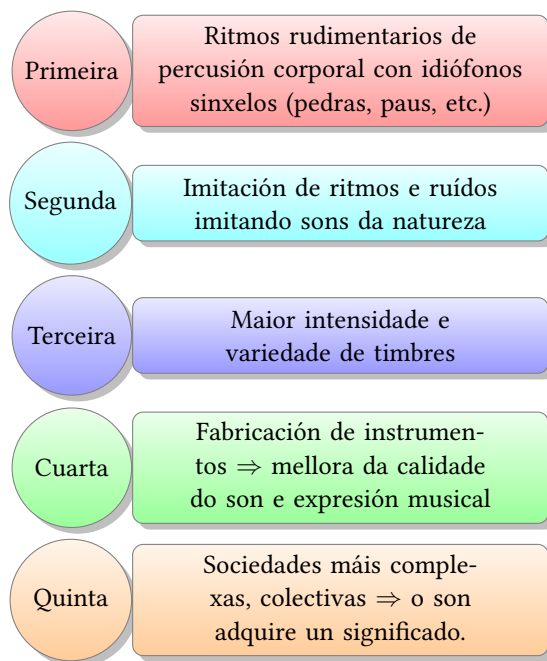 Primeira
Ritmos rudimentarios de
percusión corporal con idiófonos
sinxelos (pedras, paus, etc.)
Segunda
Imitación de ritmos e ruídos
imitando sons da natureza
Terceira
Maior intensidade e
variedade de timbres
Cuarta
Fabricación de instrumen-
tos ⇒ mellora da calidade
do son e expresión musical
Quinta
Sociedades máis comple-
xas, colectivas ⇒ o son
adquire un significado.